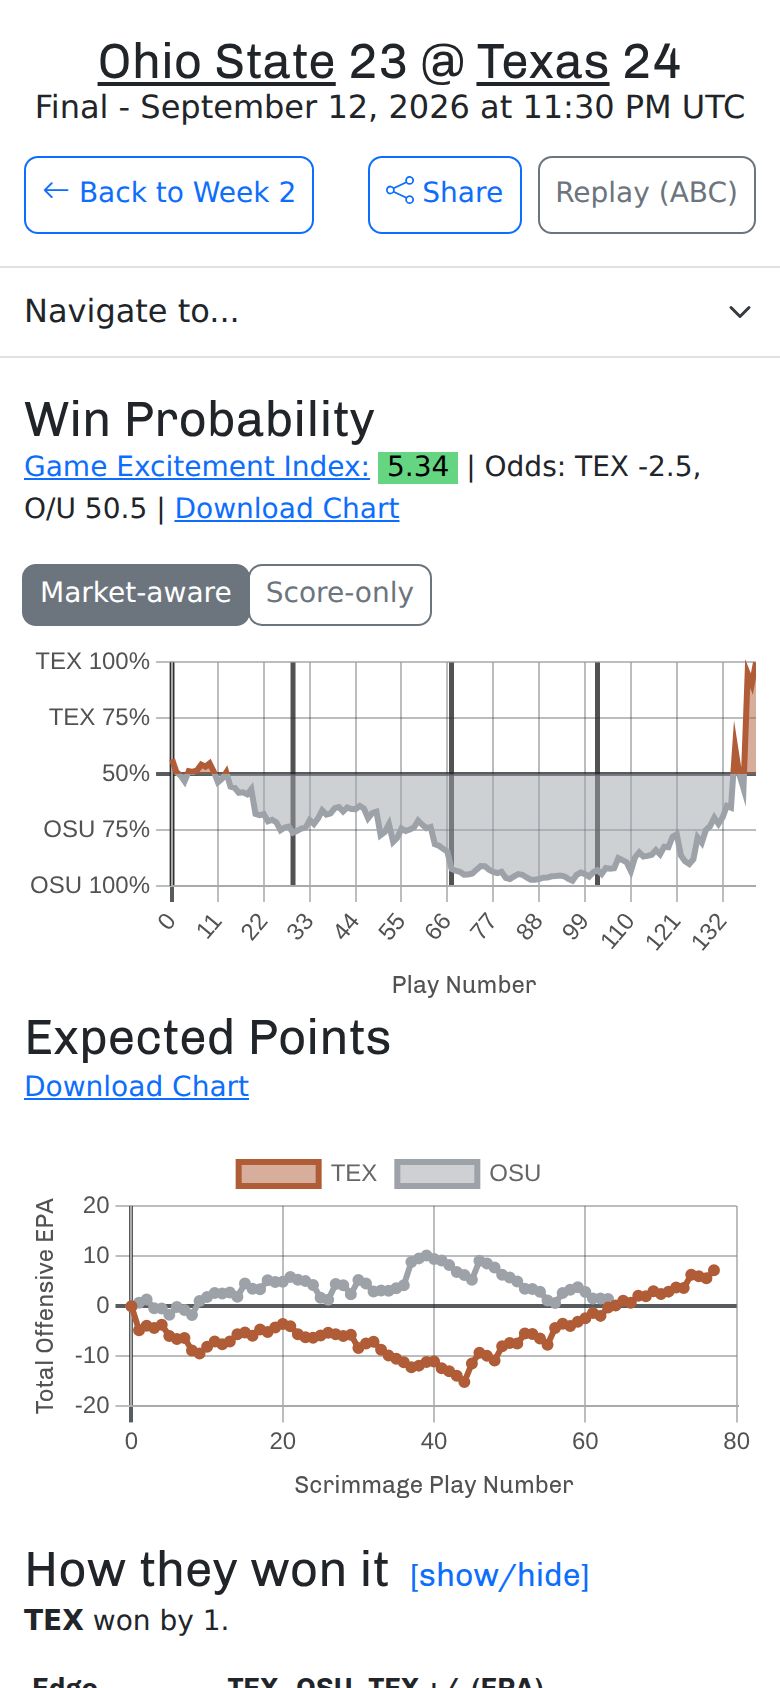 Ohio State 23 @ Texas 24
Final - September 12, 2026 at 11:30 PM UTC
← Back to Week 2
Share
Replay (ABC)
Navigate to...
Win Probability
Game Excitement Index: 5.34 | Odds: TEX -2.5,
O/U 50.5 | Download Chart
Market-aware
Score-only
TEX 100%
TEX 75%
50%
OSU 75%
OSU 100%
0 11 22 33 44 55 66 77 88 99 110 121 132
Play Number
Expected Points
Download Chart
TEX OSU
Total Offensive EPA
20
10
0
-10
-20
0 20 40 60 80
Scrimmage Play Number
How they won it [show/hide]
TEX won by 1.
Edge TEX OSU TEX +/- (EPA)